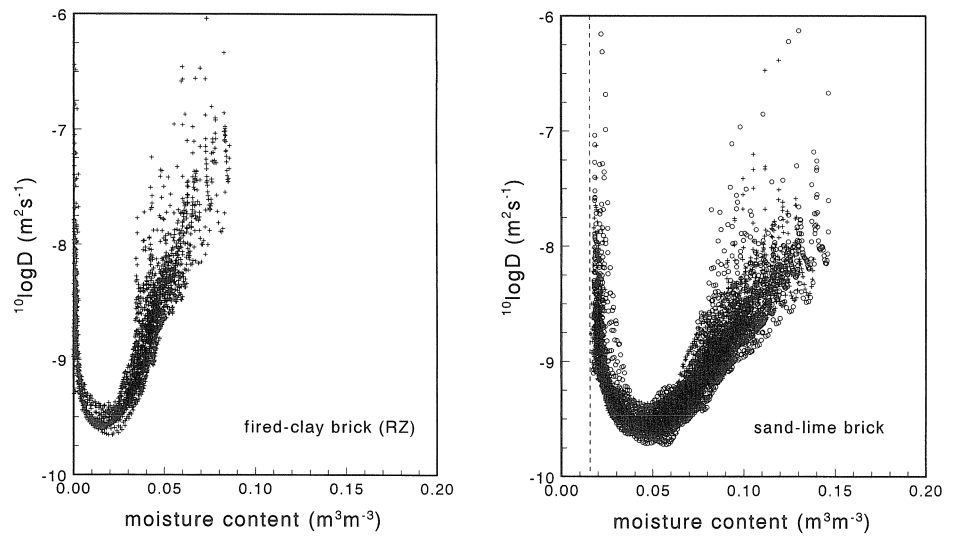 -6
-7
-8
-9
-10
¹⁰logD (m²s⁻¹)
fired-clay brick (RZ)
0.00 0.05 0.10 0.15 0.20
moisture content (m³m⁻³)
-6
-7
-8
-9
-10
¹⁰logD (m²s⁻¹)
sand-lime brick
0.00 0.05 0.10 0.15 0.20
moisture content (m³m⁻³)